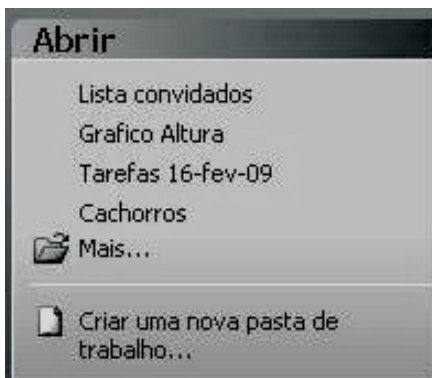 Abrir
Lista convidados
Grafico Altura
Tarefas 16-fev-09
Cachorros
Mais...
Criar uma nova pasta de
trabalho...